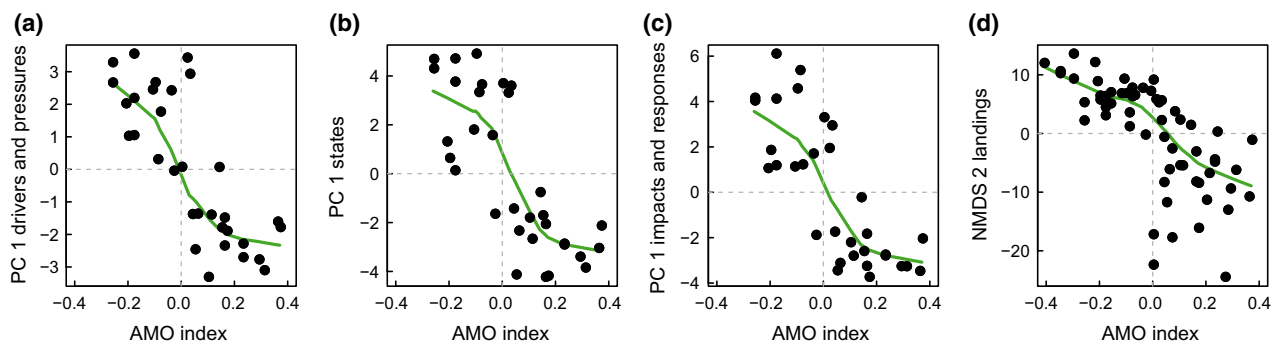 (a)
PC 1 drivers and pressures
3
2
1
0
−1
−2
−3
−0.4 −0.2 0.0 0.2 0.4
AMO index
(b)
PC 1 states
4
2
0
−2
−4
−0.4 −0.2 0.0 0.2 0.4
AMO index
(c)
PC 1 impacts and responses
6
4
2
0
−2
−4
−0.4 −0.2 0.0 0.2 0.4
AMO index
(d)
NMDS 2 landings
10
0
−10
−20
−0.4 −0.2 0.0 0.2 0.4
AMO index